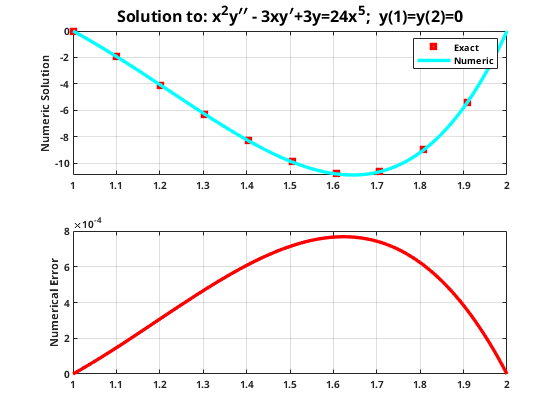 Solution to: x²y′′ - 3xy′+3y=24x⁵;  y(1)=y(2)=0
Numeric Solution
0
-2
-4
-6
-8
-10
Exact
Numeric
1 1.1 1.2 1.3 1.4 1.5 1.6 1.7 1.8 1.9 2
×10⁻⁴
Numerical Error
8
6
4
2
0
1 1.1 1.2 1.3 1.4 1.5 1.6 1.7 1.8 1.9 2